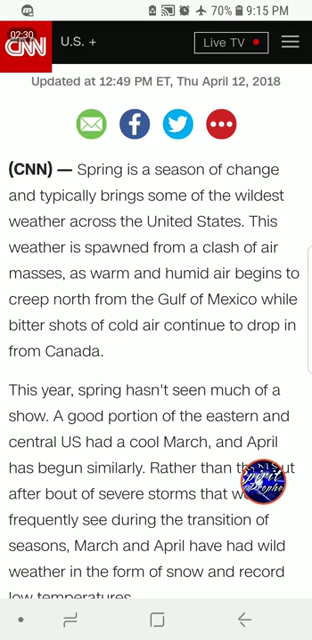 70% 9:15 PM
02:30
CNN U.S. + Live TV
Updated at 12:49 PM ET, Thu April 12, 2018
(CNN) — Spring is a season of change
and typically brings some of the wildest
weather across the United States. This
weather is spawned from a clash of air
masses, as warm and humid air begins to
creep north from the Gulf of Mexico while
bitter shots of cold air continue to drop in
from Canada.
This year, spring hasn't seen much of a
show. A good portion of the eastern and
central US had a cool March, and April
has begun similarly. Rather than
after bout of severe storms that
frequently see during the transition of
seasons, March and April have had wild
weather in the form of snow and record
low temperatures